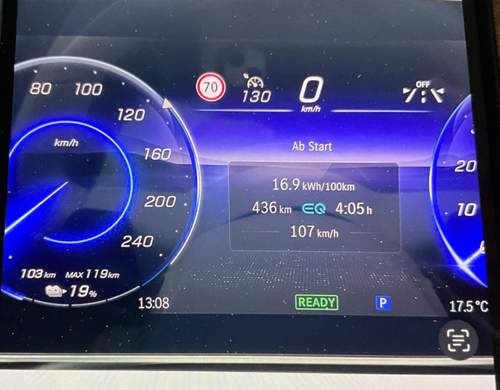 70
130
0
km/h
OFF
80
100
120
160
200
240
km/h
Ab Start
16.9 kWh/100km
436 km EQ 4:05 h
107 km/h
20
10
103 km MAX 119 km
19 %
13:08
READY
P
17.5 °C